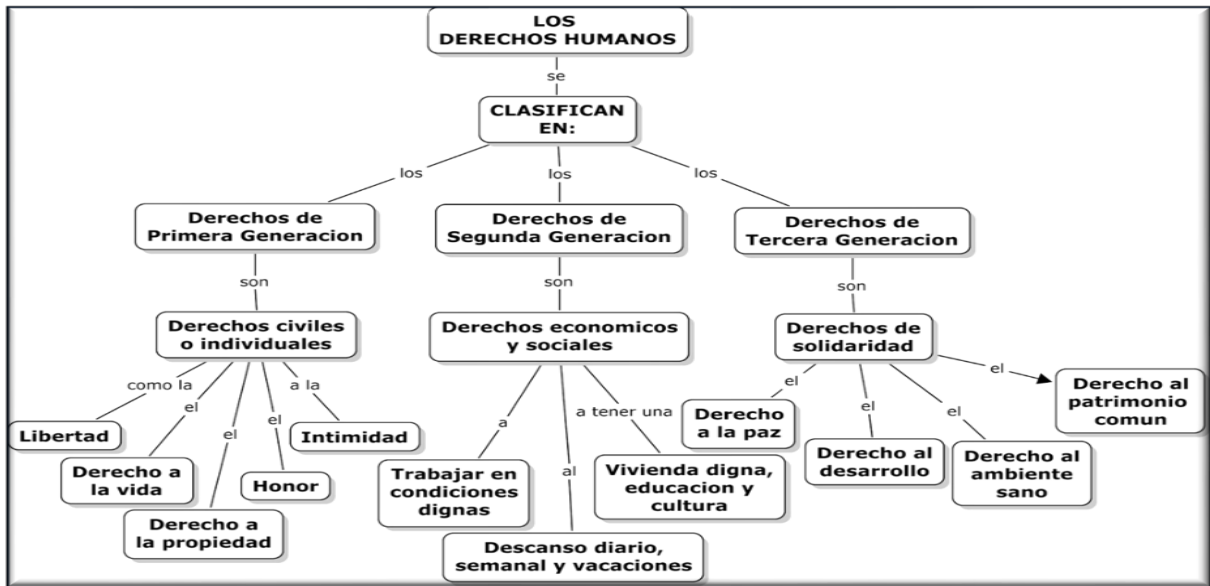 LOS
DERECHOS HUMANOS
se
CLASIFICAN
EN:
los
los
los
Derechos de
Primera Generacion
Derechos de
Segunda Generacion
Derechos de
Tercera Generacion
son
son
son
Derechos civiles
o individuales
Derechos economicos
y sociales
Derechos de
solidaridad
como la
el
el
el
a la
a
al
a tener una
el
el
el
el
Libertad
Derecho a
la vida
Derecho a
la propiedad
Honor
Intimidad
Trabajar en
condiciones
dignas
Descanso diario,
semanal y vacaciones
Vivienda digna,
educacion y
cultura
Derecho
a la paz
Derecho al
desarrollo
Derecho al
ambiente
sano
Derecho al
patrimonio
comun